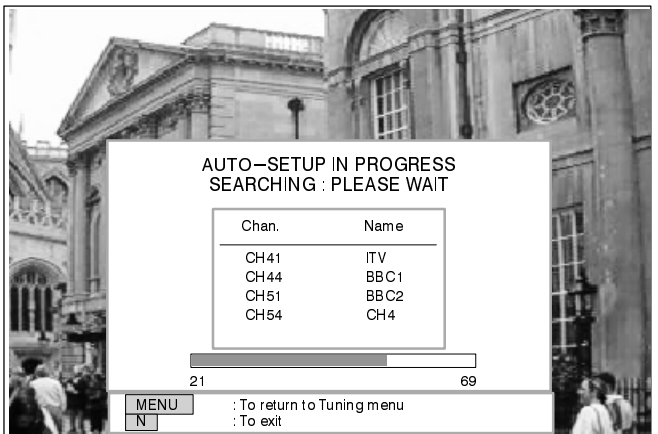 AUTO–SETUP IN PROGRESS
SEARCHING : PLEASE WAIT
Chan. Name
CH41 ITV
CH44 BBC1
CH51 BBC2
CH54 CH4
21 69
MENU : To return to Tuning menu
N : To exit